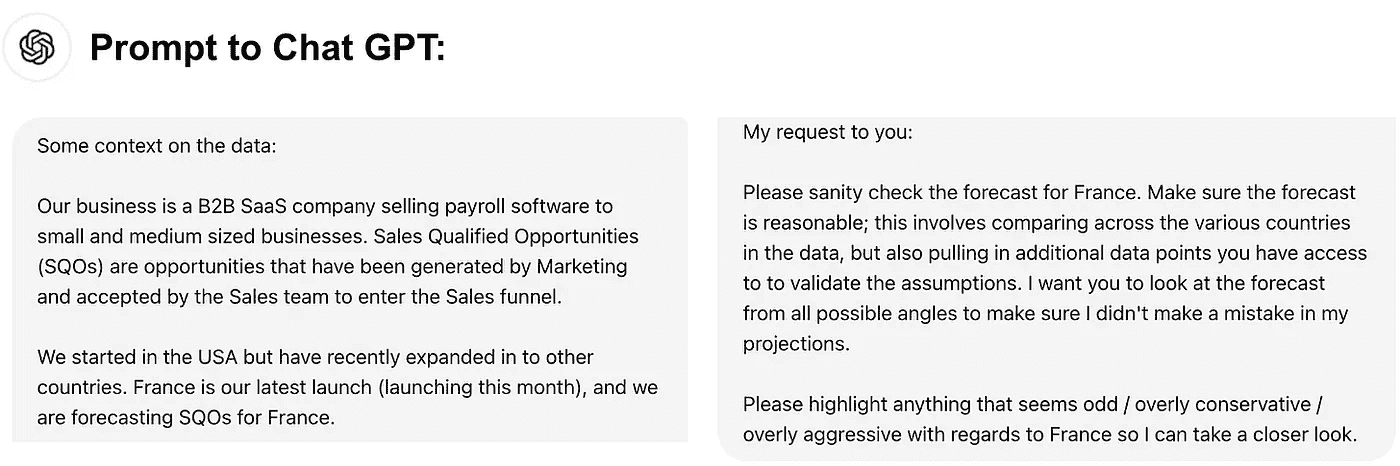 Prompt to Chat GPT:
Some context on the data:
Our business is a B2B SaaS company selling payroll software to
small and medium sized businesses. Sales Qualified Opportunities
(SQOs) are opportunities that have been generated by Marketing
and accepted by the Sales team to enter the Sales funnel.
We started in the USA but have recently expanded in to other
countries. France is our latest launch (launching this month), and we
are forecasting SQOs for France.
My request to you:
Please sanity check the forecast for France. Make sure the forecast
is reasonable; this involves comparing across the various countries
in the data, but also pulling in additional data points you have access
to to validate the assumptions. I want you to look at the forecast
from all possible angles to make sure I didn't make a mistake in my
projections.
Please highlight anything that seems odd / overly conservative /
overly aggressive with regards to France so I can take a closer look.